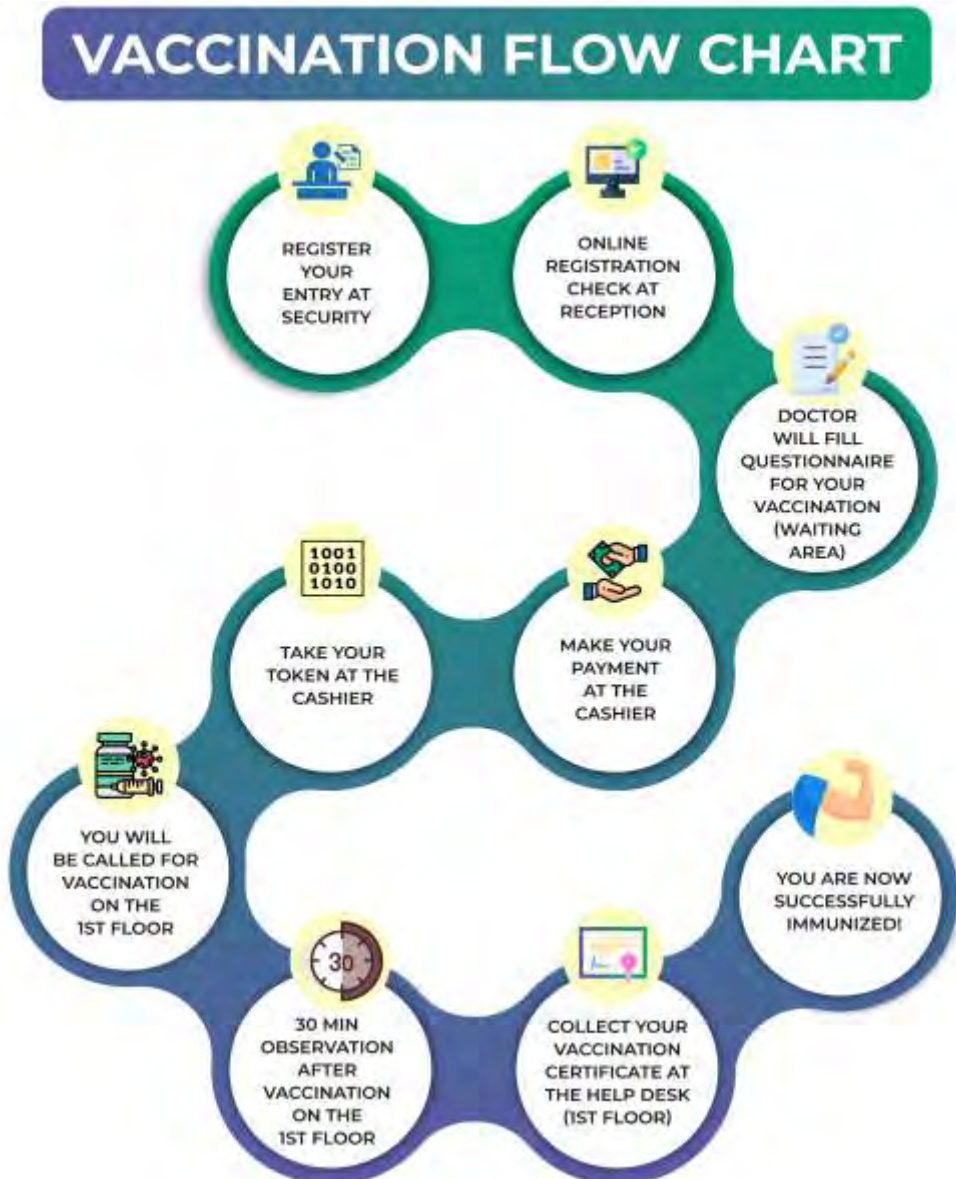 VACCINATION FLOW CHART
REGISTER
YOUR
ENTRY AT
SECURITY
ONLINE
REGISTRATION
CHECK AT
RECEPTION
DOCTOR
WILL FILL
QUESTIONNAIRE
FOR YOUR
VACCINATION
(WAITING
AREA)
MAKE YOUR
PAYMENT
AT THE
CASHIER
1001
0100
1010
TAKE YOUR
TOKEN AT THE
CASHIER
YOU WILL
BE CALLED FOR
VACCINATION
ON THE
1ST FLOOR
30
30 MIN
OBSERVATION
AFTER
VACCINATION
ON THE
1ST FLOOR
COLLECT YOUR
VACCINATION
CERTIFICATE AT
THE HELP DESK
(1ST FLOOR)
YOU ARE NOW
SUCCESSFULLY
IMMUNIZED!